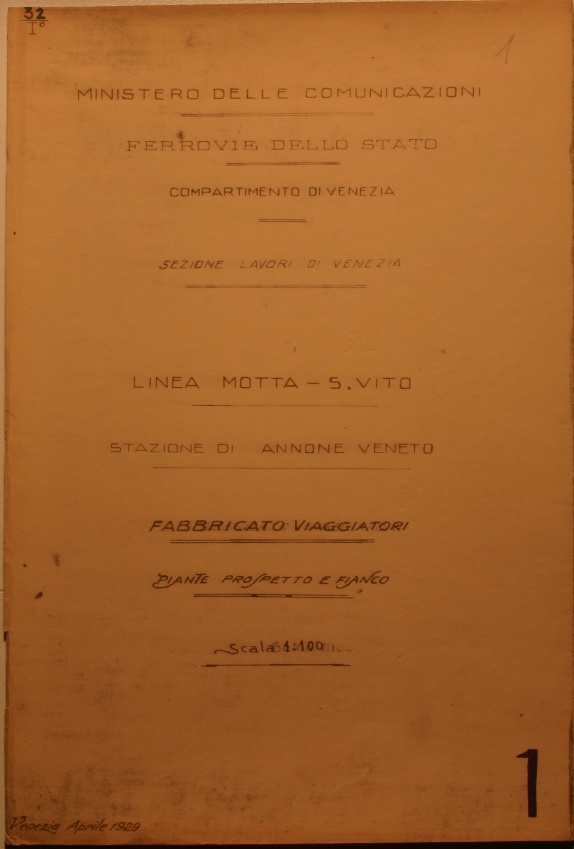 32
I°
1
MINISTERO DELLE COMUNICAZIONI
FERROVIE DELLO STATO
COMPARTIMENTO DI VENEZIA
SEZIONE LAVORI DI VENEZIA
LINEA MOTTA – S. VITO
STAZIONE DI ANNONE VENETO
FABBRICATO VIAGGIATORI
PIANTE PROSPETTO E FIANCO
Scala 1:100
1
Venezia Aprile 1929